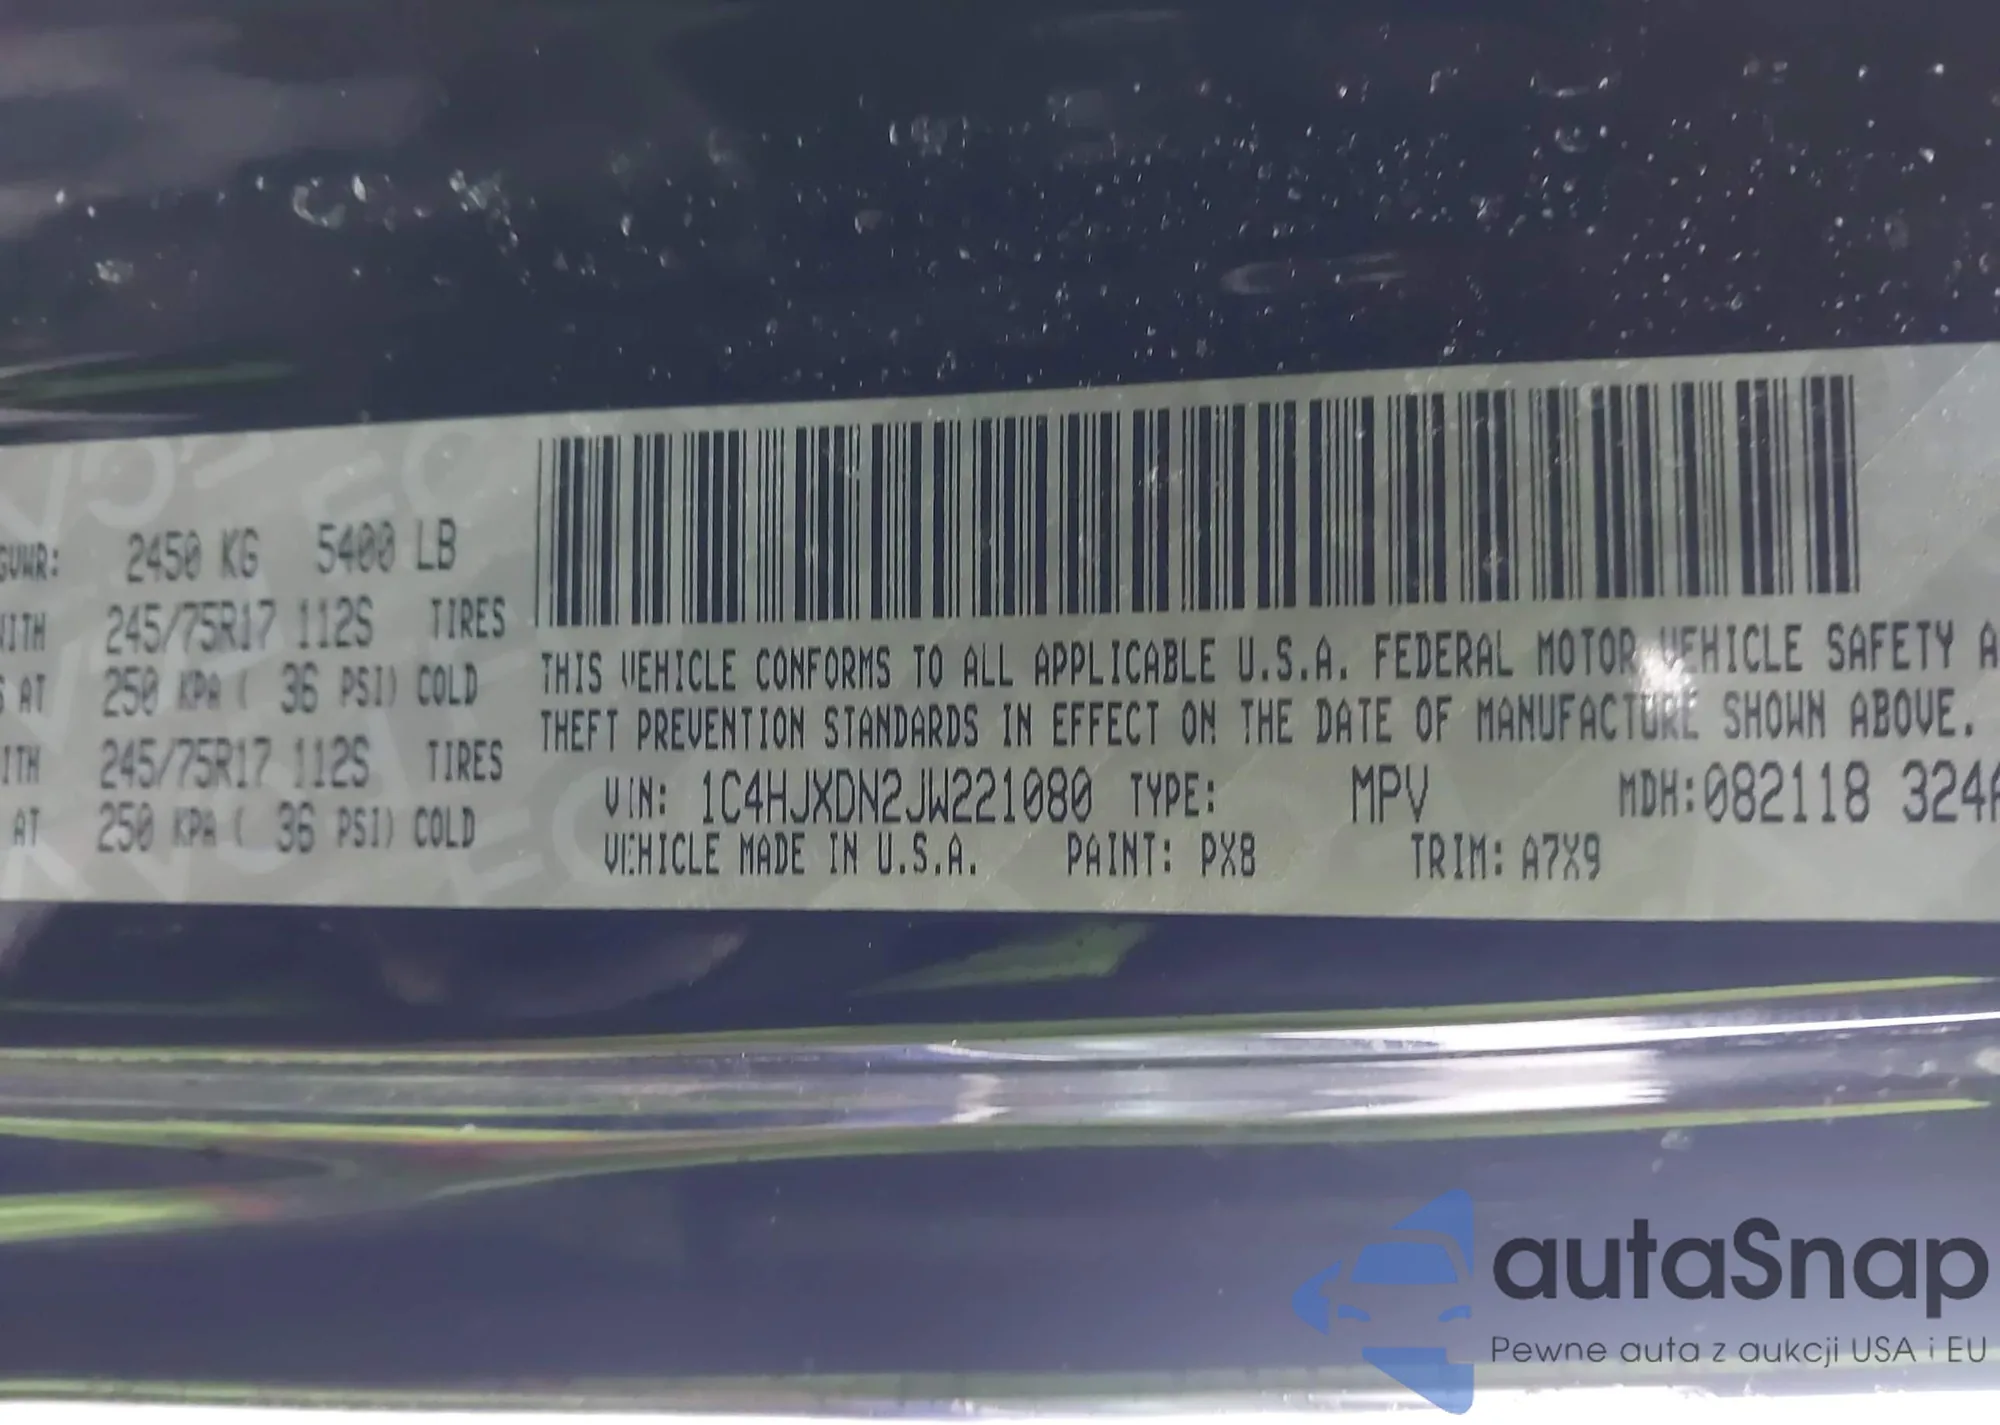 GVWR: 2450 KG 5400 LB
WITH 245/75R17 112S TIRES
S AT 250 KPA ( 36 PSI) COLD
ITH 245/75R17 112S TIRES
AT 250 KPA ( 36 PSI) COLD
THIS VEHICLE CONFORMS TO ALL APPLICABLE U.S.A. FEDERAL MOTOR VEHICLE SAFETY A
THEFT PREVENTION STANDARDS IN EFFECT ON THE DATE OF MANUFACTURE SHOWN ABOVE.
VIN: 1C4HJXDN2JW221080 TYPE: MPV MDH:082118 324A
VEHICLE MADE IN U.S.A. PAINT: PX8 TRIM: A7X9
autaSnap
Pewne auta z aukcji USA i EU